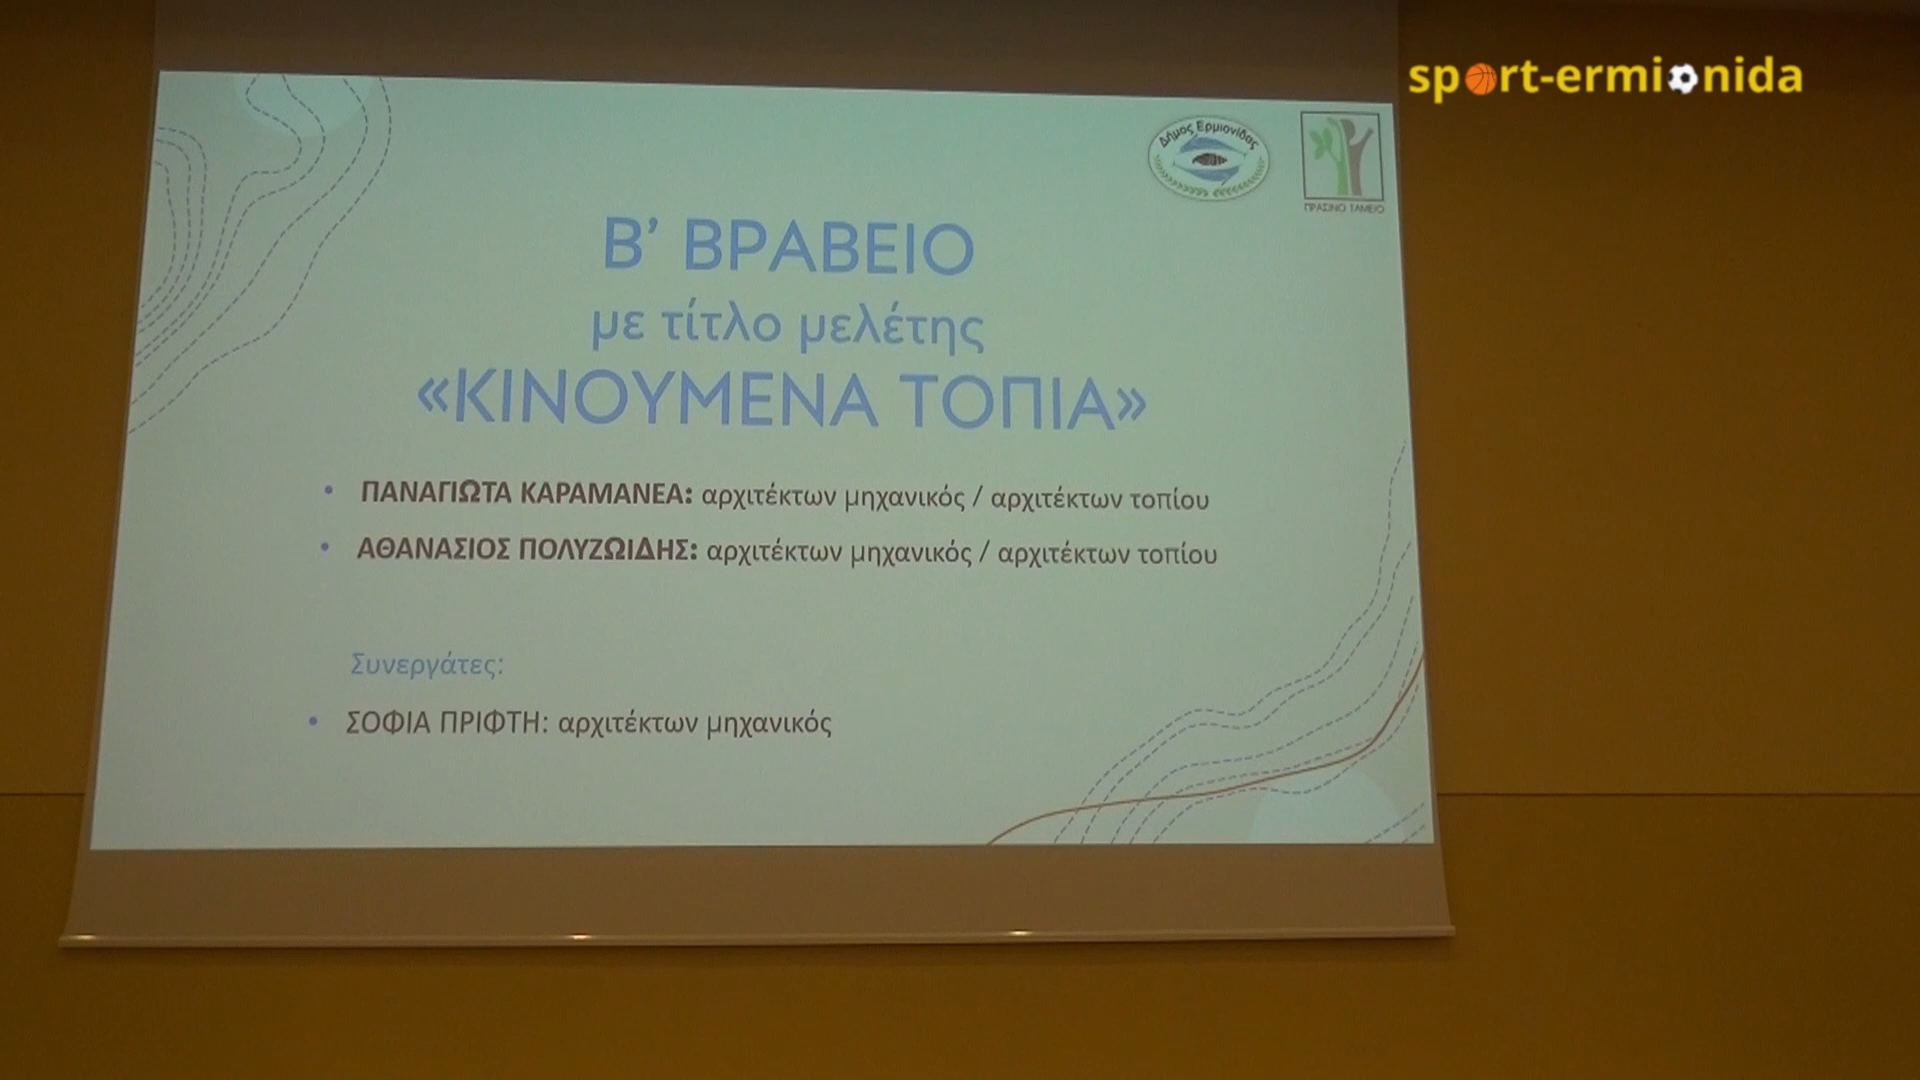 sport-ermionida
Δήμος Ερμιονίδας
ΠΡΑΣΙΝΟ ΤΑΜΕΙΟ
Β’ ΒΡΑΒΕΙΟ
με τίτλο μελέτης
«ΚΙΝΟΥΜΕΝΑ ΤΟΠΙΑ»
• ΠΑΝΑΓΙΩΤΑ ΚΑΡΑΜΑΝΕΑ: αρχιτέκτων μηχανικός / αρχιτέκτων τοπίου
• ΑΘΑΝΑΣΙΟΣ ΠΟΛΥΖΩΙΔΗΣ: αρχιτέκτων μηχανικός / αρχιτέκτων τοπίου
Συνεργάτες:
• ΣΟΦΙΑ ΠΡΙΦΤΗ: αρχιτέκτων μηχανικός